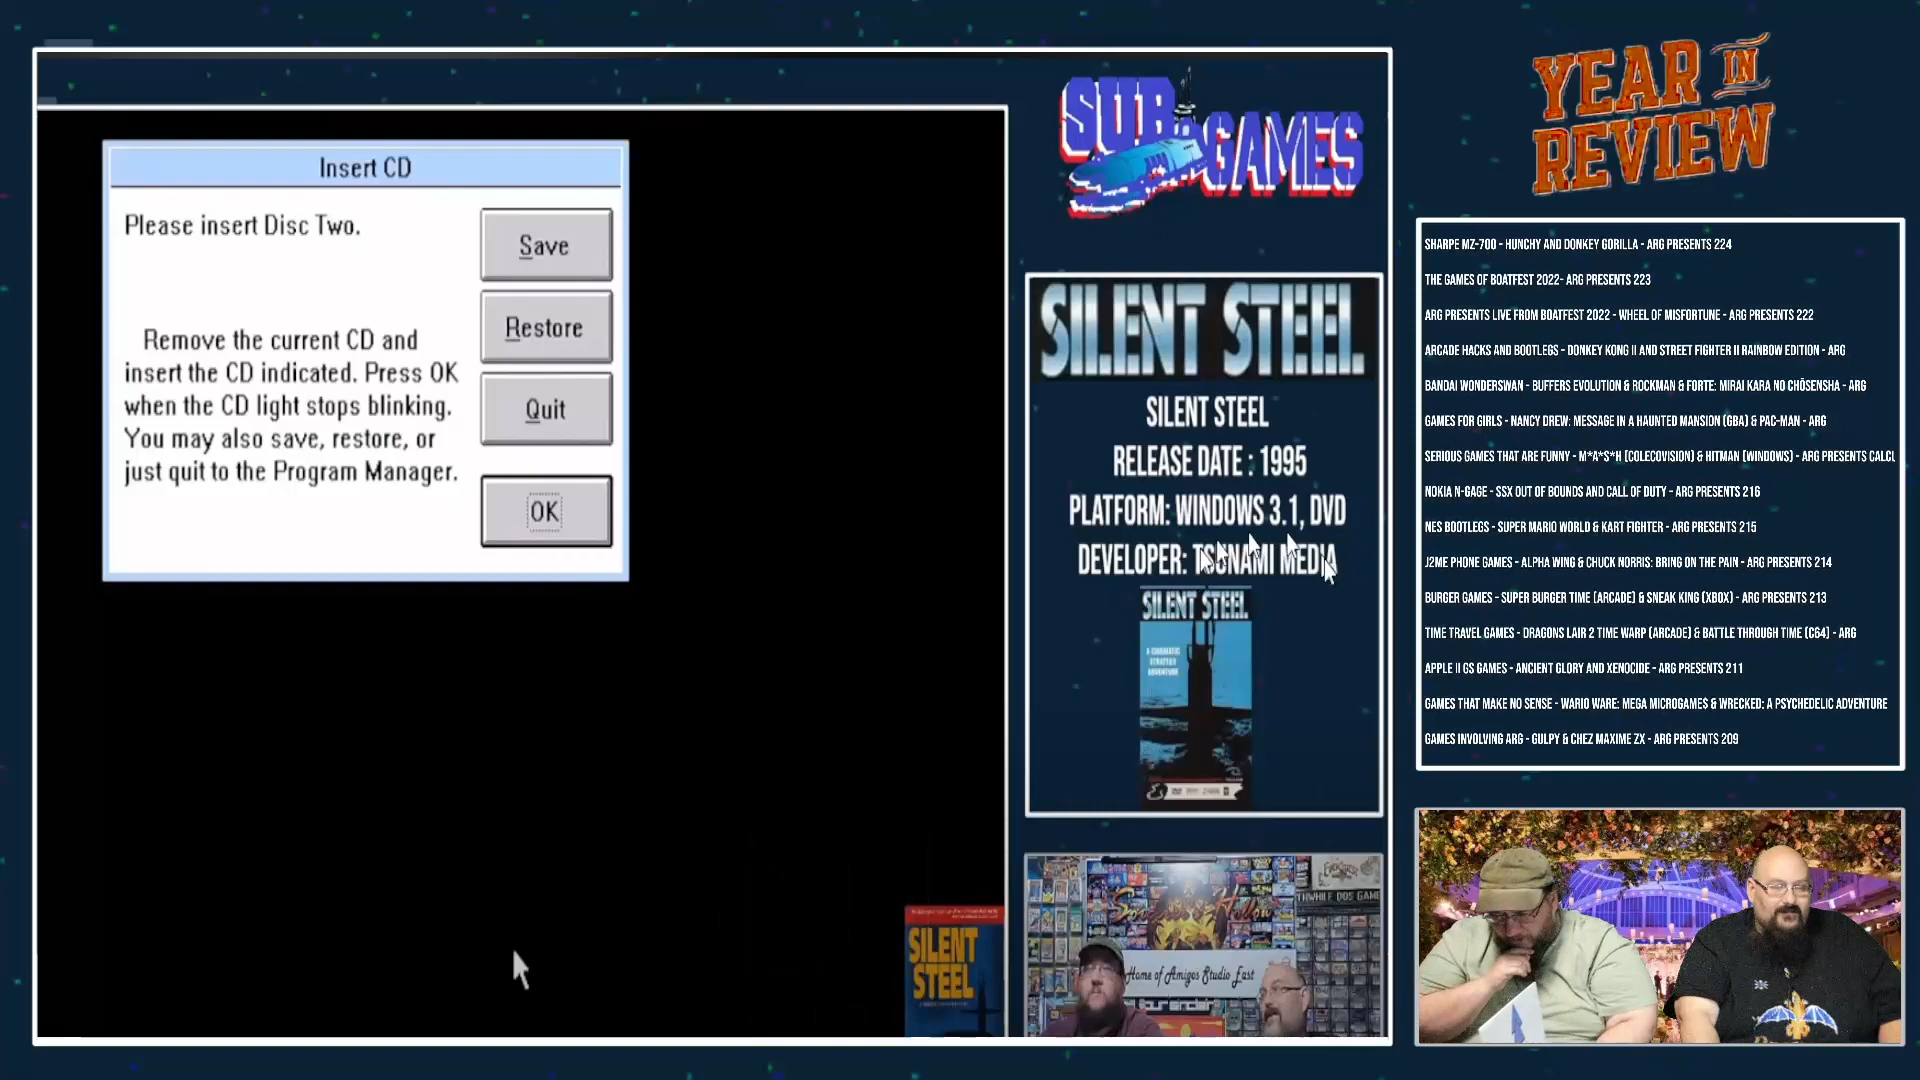 Insert CD
Please insert Disc Two.
Remove the current CD and
insert the CD indicated. Press OK
when the CD light stops blinking.
You may also save, restore, or
just quit to the Program Manager.
Save
Restore
Quit
OK
SILENT
STEEL
SUB GAMES
SILENT STEEL
SILENT STEEL
RELEASE DATE : 1995
PLATFORM: WINDOWS 3.1, DVD
DEVELOPER: TSUNAMI MEDIA
SILENT STEEL
A CINEMATIC
STRATEGY
ADVENTURE
Home of Amigos Studio East
YEAR IN
REVIEW
SHARPE MZ-700 - HUNCHY AND DONKEY GORILLA - ARG PRESENTS 224
THE GAMES OF BOATFEST 2022- ARG PRESENTS 223
ARG PRESENTS LIVE FROM BOATFEST 2022 - WHEEL OF MISFORTUNE - ARG PRESENTS 222
ARCADE HACKS AND BOOTLEGS - DONKEY KONG II AND STREET FIGHTER II RAINBOW EDITION - ARG
BANDAI WONDERSWAN - BUFFERS EVOLUTION & ROCKMAN & FORTE: MIRAI KARA NO CHŌSENSHA - ARG
GAMES FOR GIRLS - NANCY DREW: MESSAGE IN A HAUNTED MANSION (GBA) & PAC-MAN - ARG
SERIOUS GAMES THAT ARE FUNNY - M*A*S*H (COLECOVISION) & HITMAN (WINDOWS) - ARG PRESENTS CALCL
NOKIA N-GAGE - SSX OUT OF BOUNDS AND CALL OF DUTY - ARG PRESENTS 216
NES BOOTLEGS - SUPER MARIO WORLD & KART FIGHTER - ARG PRESENTS 215
J2ME PHONE GAMES - ALPHA WING & CHUCK NORRIS: BRING ON THE PAIN - ARG PRESENTS 214
BURGER GAMES - SUPER BURGER TIME (ARCADE) & SNEAK KING (XBOX) - ARG PRESENTS 213
TIME TRAVEL GAMES - DRAGONS LAIR 2 TIME WARP (ARCADE) & BATTLE THROUGH TIME (C64) - ARG
APPLE II GS GAMES - ANCIENT GLORY AND XENOCIDE - ARG PRESENTS 211
GAMES THAT MAKE NO SENSE - WARIO WARE: MEGA MICROGAMES & WRECKED: A PSYCHEDELIC ADVENTURE
GAMES INVOLVING ARG - GULPY & CHEZ MAXIME ZX - ARG PRESENTS 209